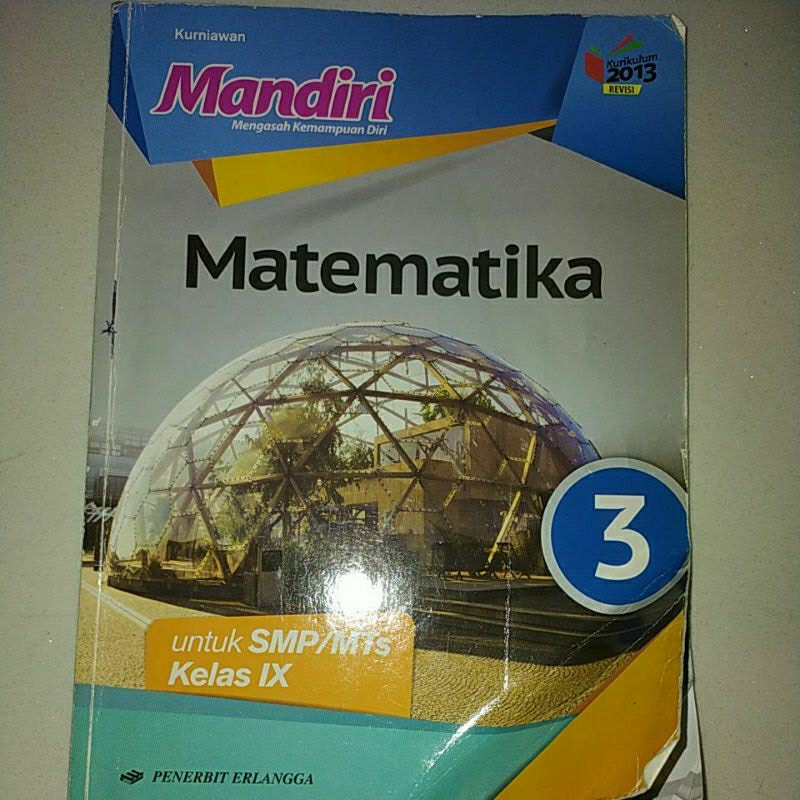 Kurniawan
Mandiri
Mengasah Kemampuan Diri
Kurikulum
2013
REVISI
Matematika
3
untuk SMP/MTs
Kelas IX
PENERBIT ERLANGGA